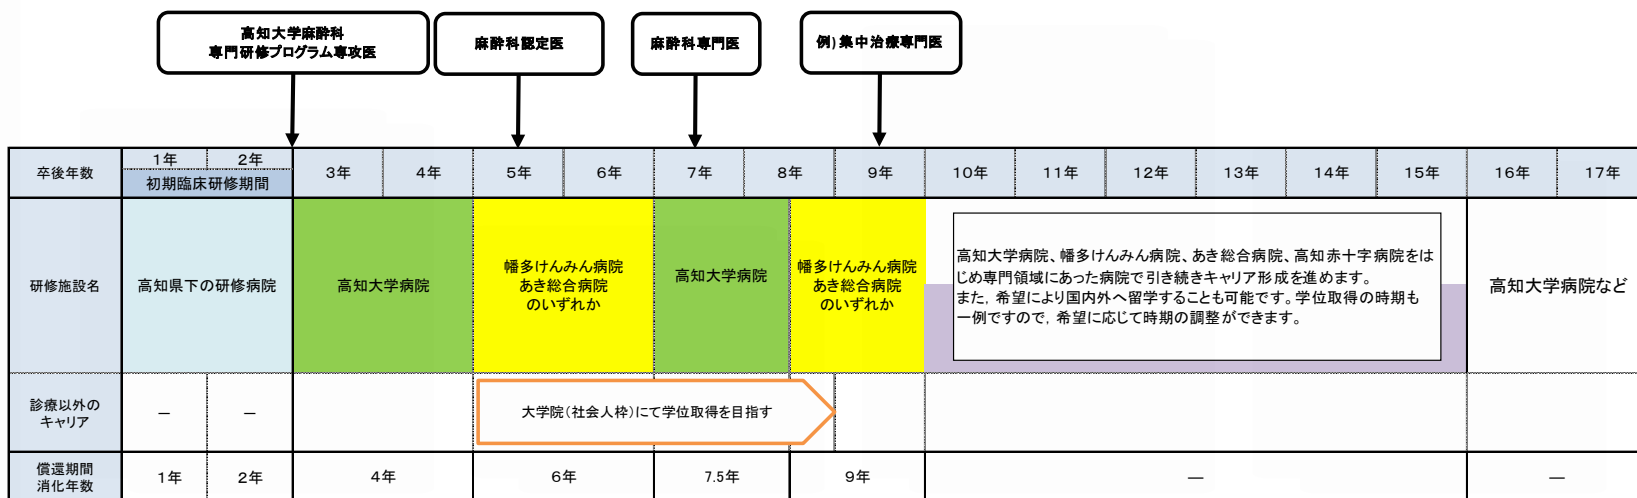 高知大学麻酔科
専門研修プログラム専攻医
麻酔科認定医
麻酔科専門医
例)集中治療専門医
卒後年数
1年
2年
初期臨床研修期間
3年
4年
5年
6年
7年
8年
9年
10年
11年
12年
13年
14年
15年
16年
17年
研修施設名
高知県下の研修病院
高知大学病院
幡多けんみん病院
あき総合病院
のいずれか
高知大学病院
幡多けんみん病院
あき総合病院
のいずれか
高知大学病院、幡多けんみん病院、あき総合病院、高知赤十字病院をは
じめ専門領域にあった病院で引き続きキャリア形成を進めます。
また，希望により国内外へ留学することも可能です。学位取得の時期も
一例ですので，希望に応じて時期の調整ができます。
高知大学病院など
診療以外の
キャリア
－
－
大学院（社会人枠）にて学位取得を目指す
償還期間
消化年数
1年
2年
4年
6年
7.5年
9年
－
－